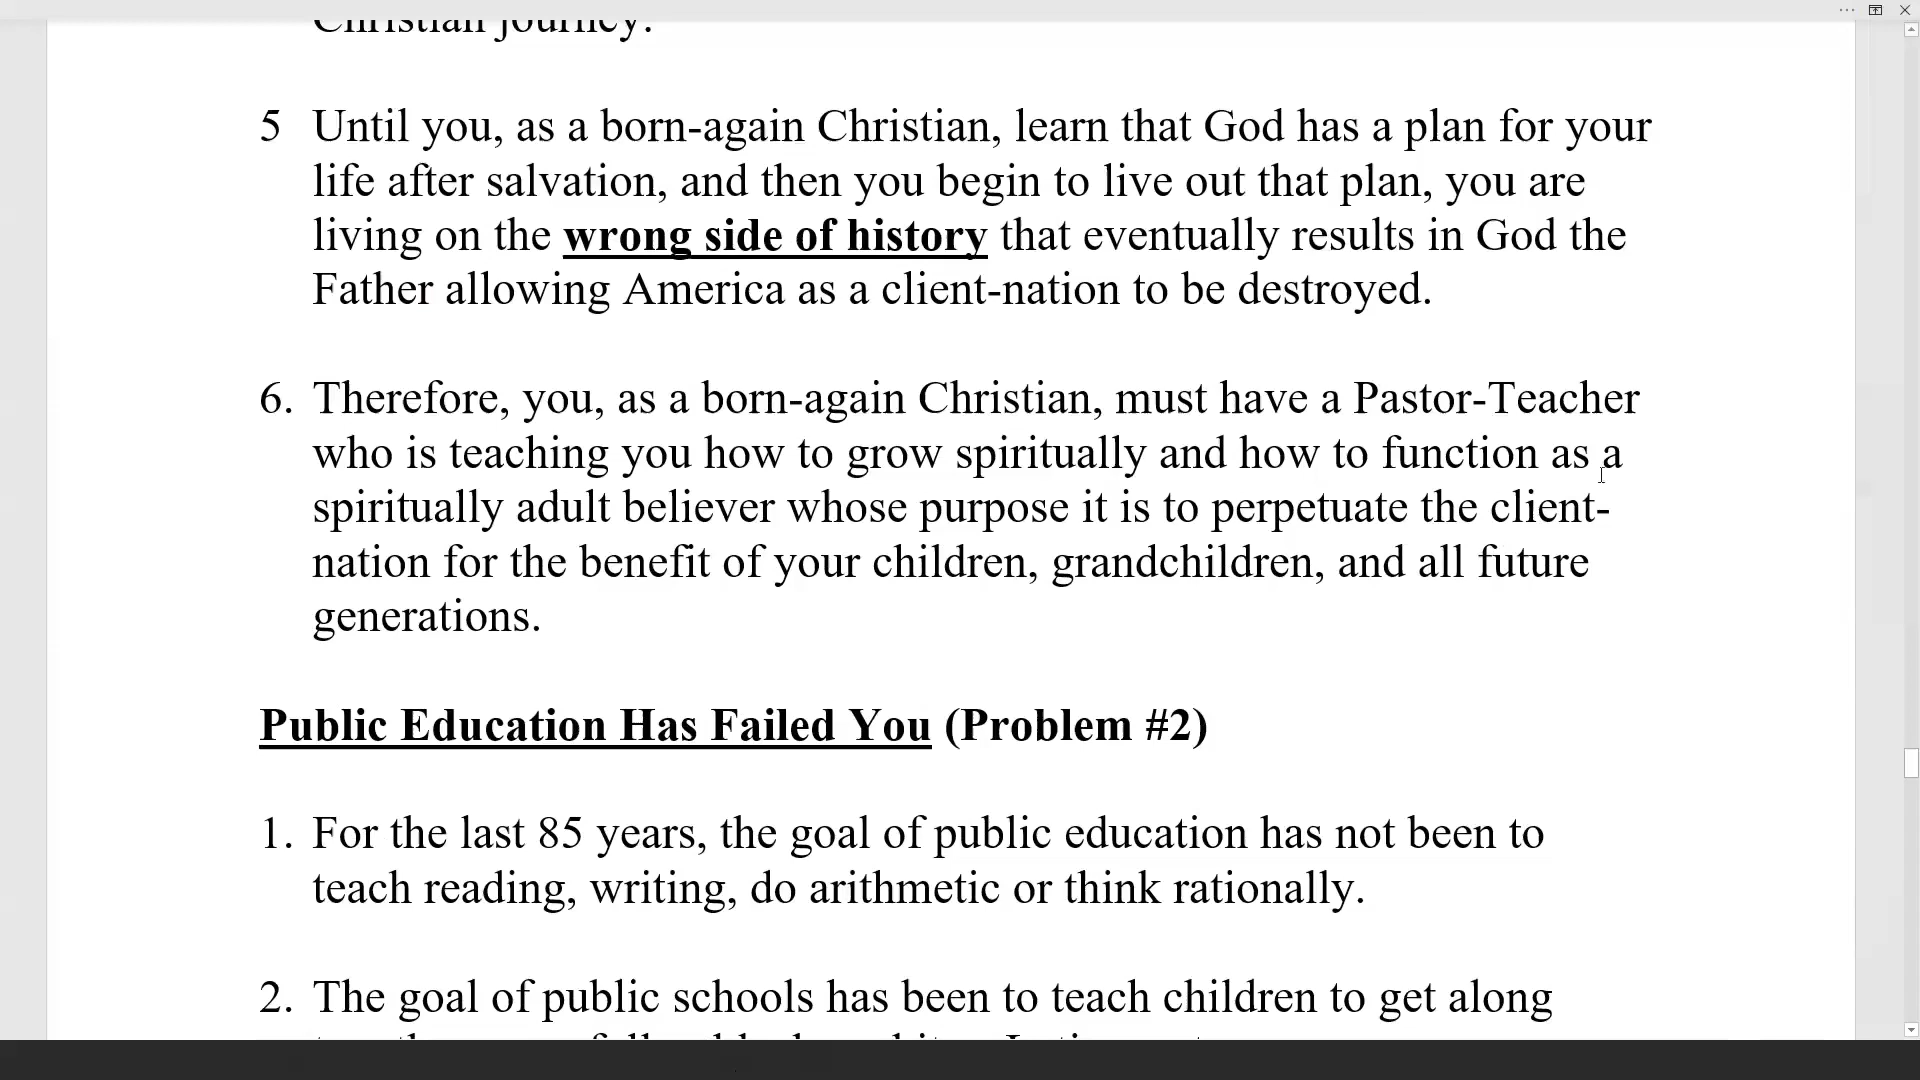 Christian journey.
5 Until you, as a born-again Christian, learn that God has a plan for your
life after salvation, and then you begin to live out that plan, you are
living on the wrong side of history that eventually results in God the
Father allowing America as a client-nation to be destroyed.
6. Therefore, you, as a born-again Christian, must have a Pastor-Teacher
who is teaching you how to grow spiritually and how to function as a
spiritually adult believer whose purpose it is to perpetuate the client-
nation for the benefit of your children, grandchildren, and all future
generations.
Public Education Has Failed You (Problem #2)
1. For the last 85 years, the goal of public education has not been to
teach reading, writing, do arithmetic or think rationally.
2. The goal of public schools has been to teach children to get along